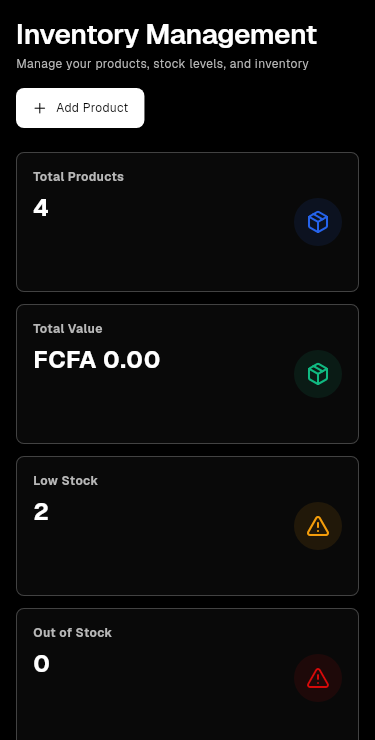 Inventory Management
Manage your products, stock levels, and inventory
Add Product
Total Products
4
Total Value
FCFA 0.00
Low Stock
2
Out of Stock
0